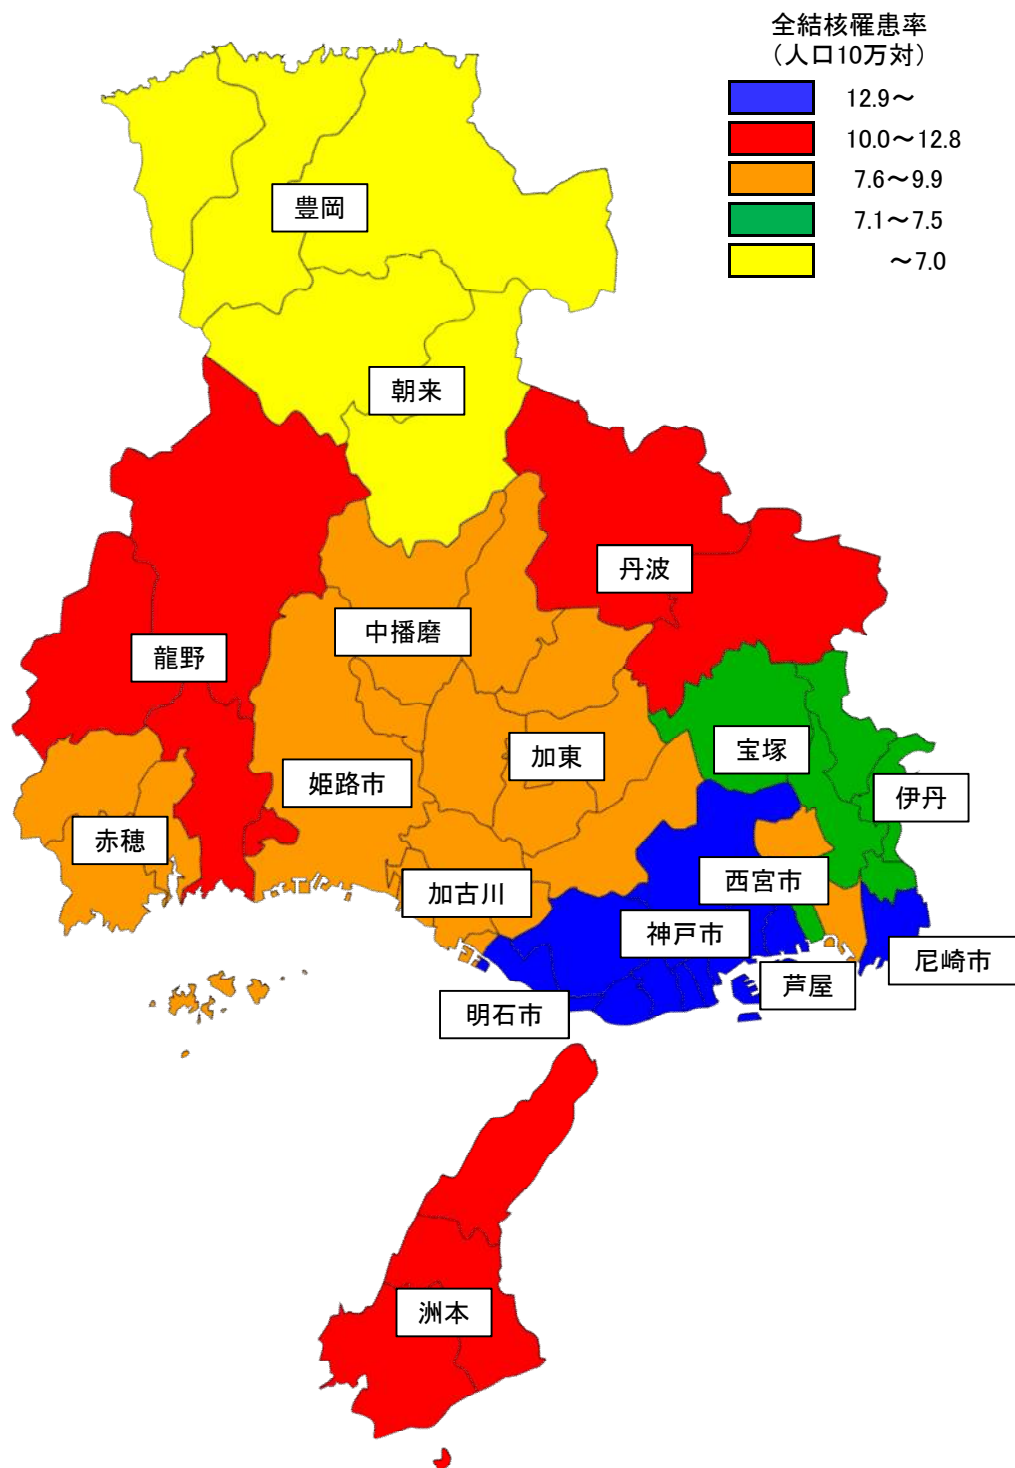 全結核罹患率
（人口10万対）
12.9～
10.0～12.8
7.6～9.9
7.1～7.5
～7.0
豊岡
朝来
丹波
中播磨
龍野
加東
宝塚
姫路市
伊丹
赤穂
西宮市
加古川
神戸市
尼崎市
芦屋
明石市
洲本